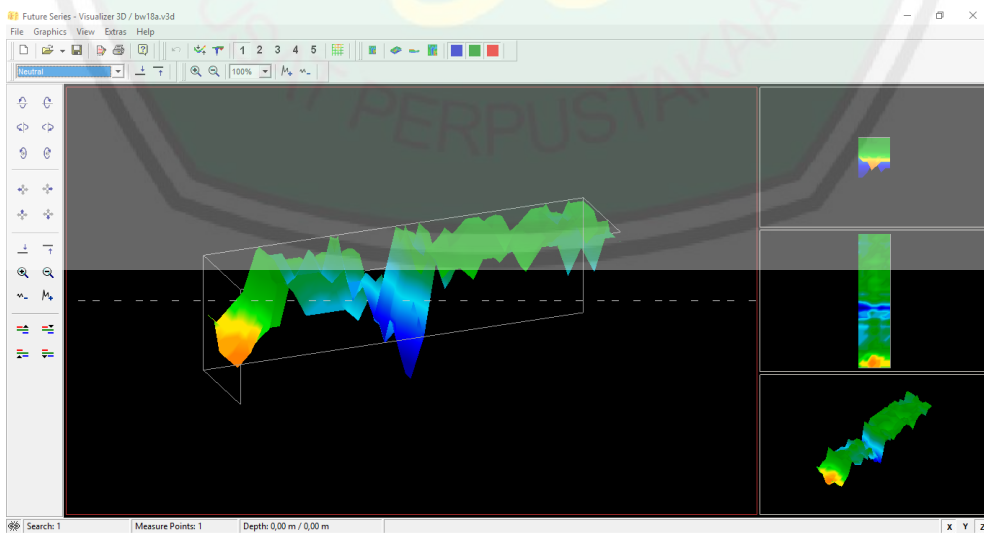 Future Series - Visualizer 3D / bw18a.v3d
File Graphics View Extras Help
1 2 3 4 5
Neutral 100%
PERPUSTAKA
Search: 1 Measure Points: 1 Depth: 0,00 m / 0,00 m X Y Z